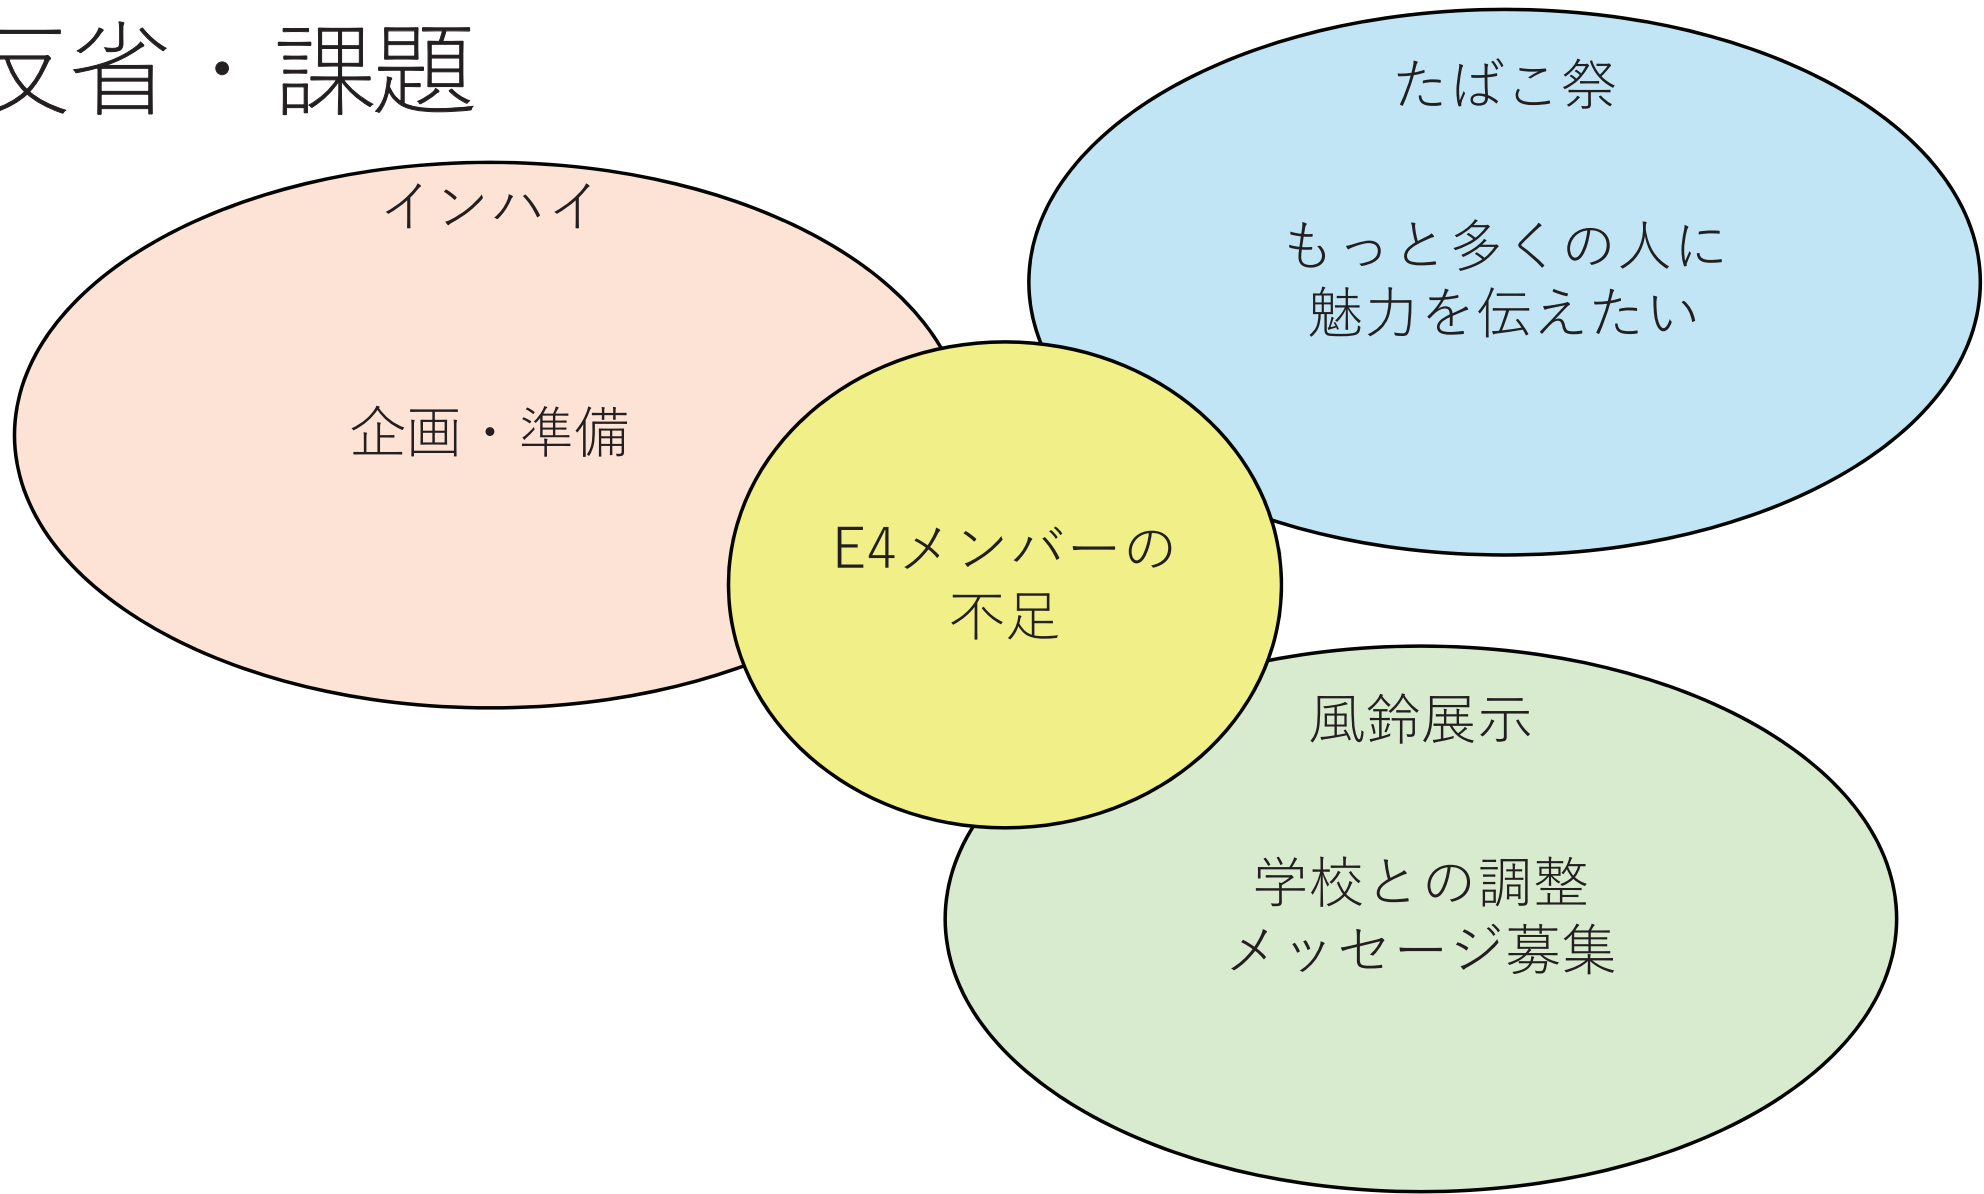 反省・課題
インハイ
企画・準備
たばこ祭
もっと多くの人に
魅力を伝えたい
E4メンバーの
不足
風鈴展示
学校との調整
メッセージ募集